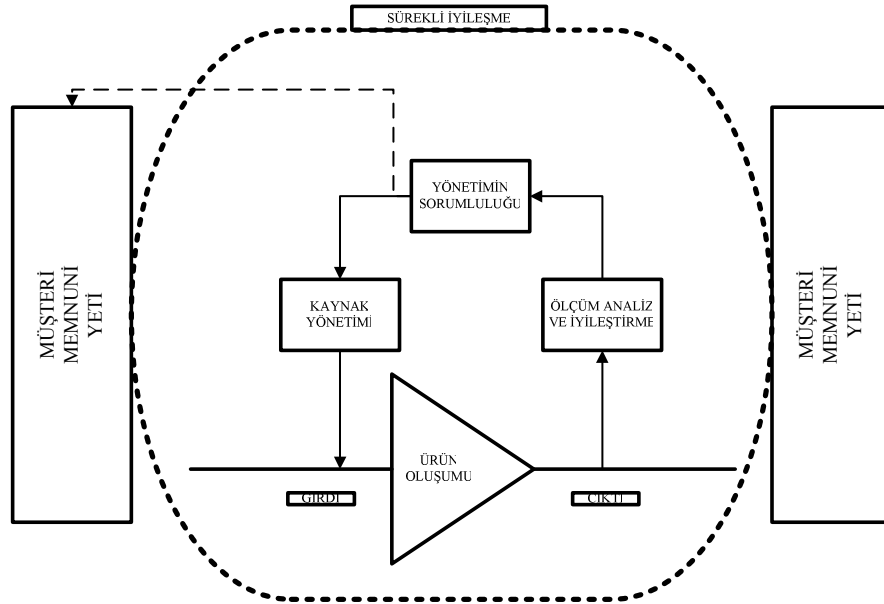 SÜREKLİ İYİLEŞME
MÜŞTERİ
MEMNUNİ
YETİ
YÖNETİMİN
SORUMLULUĞU
KAYNAK
YÖNETİMİ
ÖLÇÜM ANALİZ
VE İYİLEŞTİRME
ÜRÜN
OLUŞUMU
GİRDİ
ÇIKTI
MÜŞTERİ
MEMNUNİ
YETİ